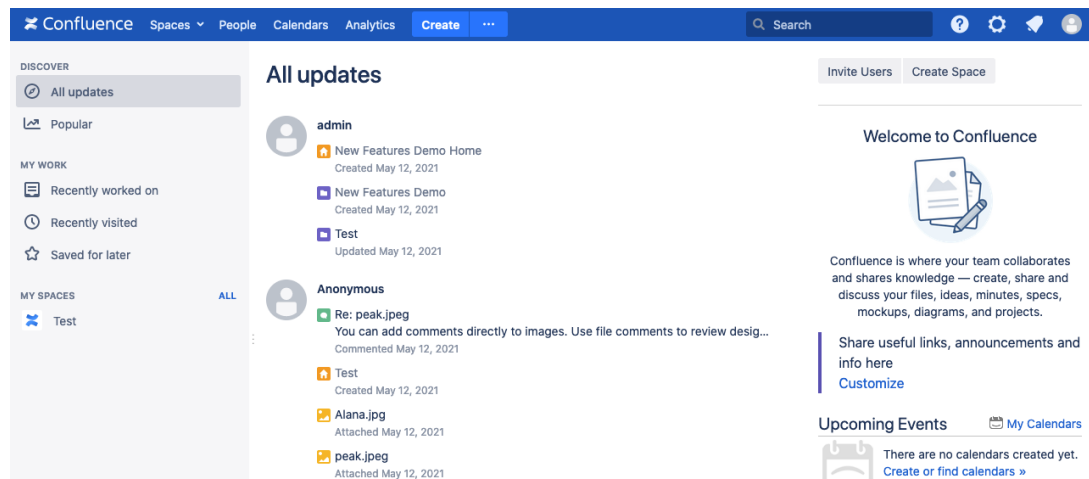 Confluence Spaces People Calendars Analytics Create ··· Search
DISCOVER
All updates
Popular
MY WORK
Recently worked on
Recently visited
Saved for later
MY SPACES ALL
Test
All updates
admin
New Features Demo Home
Created May 12, 2021
New Features Demo
Created May 12, 2021
Test
Updated May 12, 2021
Anonymous
Re: peak.jpeg
You can add comments directly to images. Use file comments to review desig...
Commented May 12, 2021
Test
Created May 12, 2021
Alana.jpg
Attached May 12, 2021
peak.jpeg
Attached May 12, 2021
Invite Users Create Space
Welcome to Confluence
Confluence is where your team collaborates
and shares knowledge — create, share and
discuss your files, ideas, minutes, specs,
mockups, diagrams, and projects.
Share useful links, announcements and
info here
Customize
Upcoming Events My Calendars
There are no calendars created yet.
Create or find calendars »